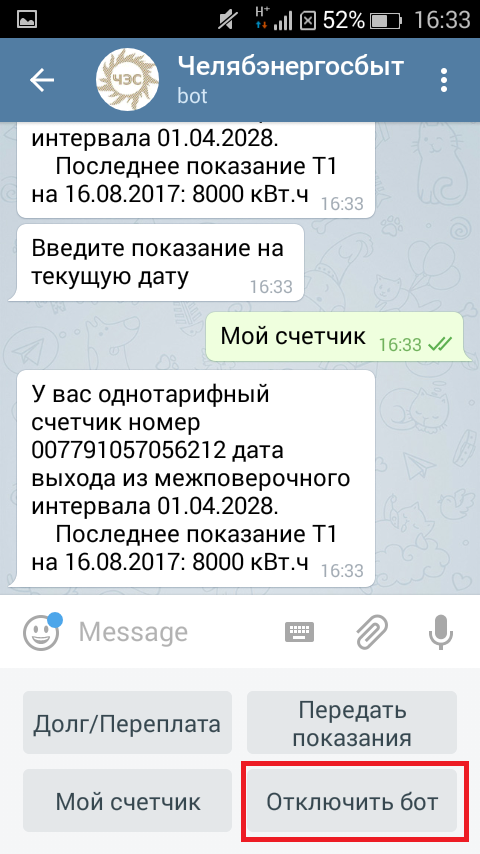 H+
52%
16:33
ЧЭС
Челябэнергосбыт
bot
интервала 01.04.2028.
Последнее показание Т1
на 16.08.2017: 8000 кВт.ч 16:33
Введите показание на
текущую дату 16:33
Мой счетчик 16:33
У вас однотарифный
счетчик номер
007791057056212 дата
выхода из межповерочного
интервала 01.04.2028.
Последнее показание Т1
на 16.08.2017: 8000 кВт.ч 16:33
Message
Долг/Переплата
Передать
показания
Мой счетчик
Отключить бот